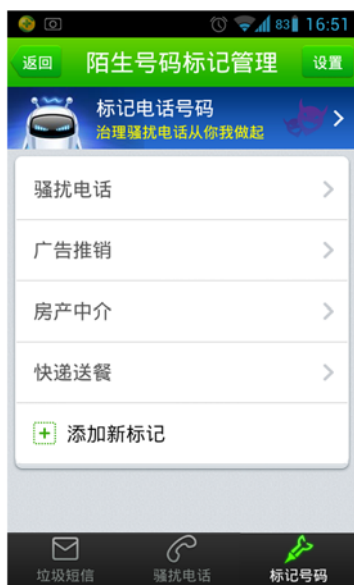 83 16:51
返回 陌生号码标记管理 设置
标记电话号码
治理骚扰电话从你我做起
骚扰电话
广告推销
房产中介
快递送餐
添加新标记
垃圾短信 骚扰电话 标记号码